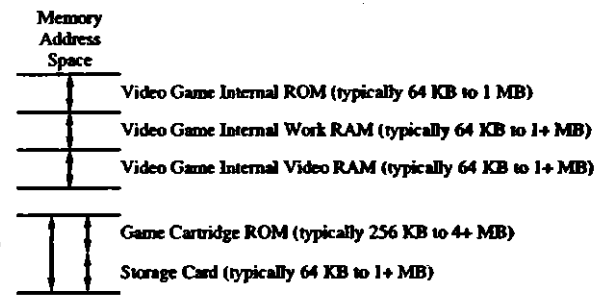 Memory
Address
Space
Video Game Internal ROM (typically 64 KB to 1 MB)
Video Game Internal Work RAM (typically 64 KB to 1+ MB)
Video Game Internal Video RAM (typically 64 KB to 1+ MB)
Game Cartridge ROM (typically 256 KB to 4+ MB)
Storage Card (typically 64 KB to 1+ MB)